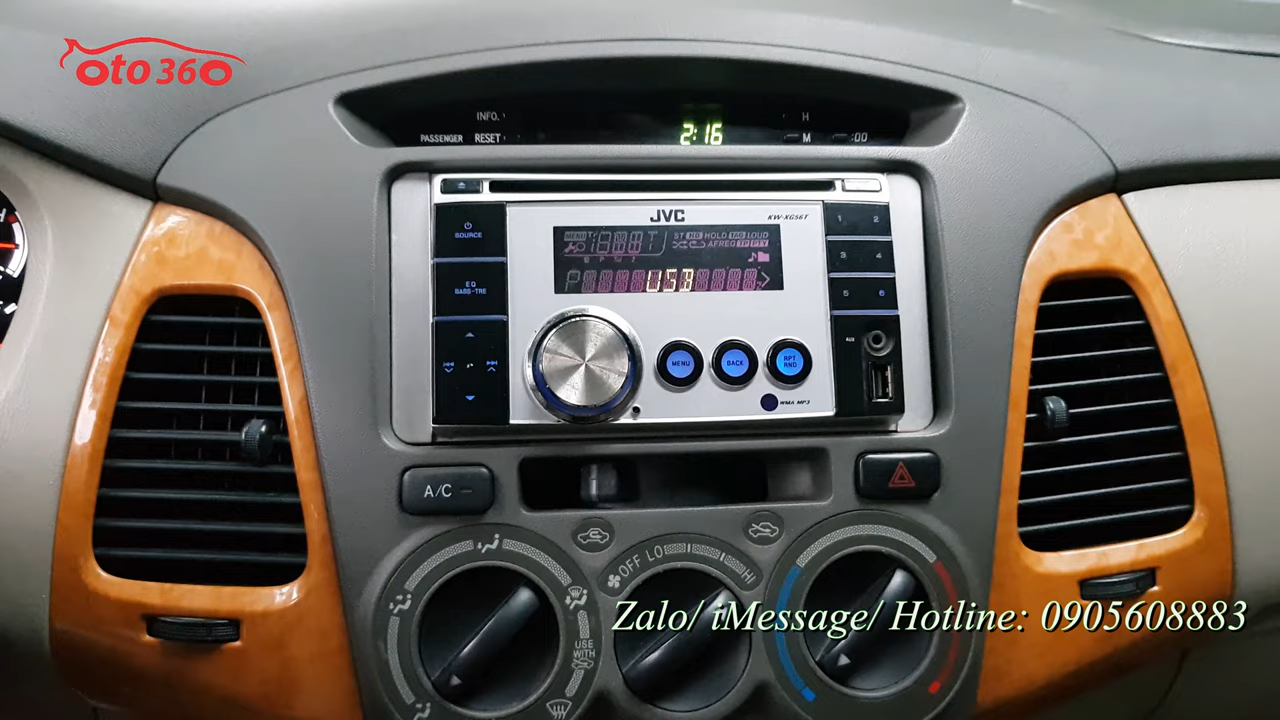 oto360
INFO.
H
PASSENGER RESET
2:16
M
:00
JVC
KW-XG56T
SOURCE
EQ
BASS-TRE
ST HOLD LOUD
AFREG TP PTY
USB
1 2
3 4
5 6
AUX
MENU
BACK
RPT
RND
WMA MP3
A/C
OFF LO
HI
USE
WITH
Zalo/ iMessage/ Hotline: 0905608883